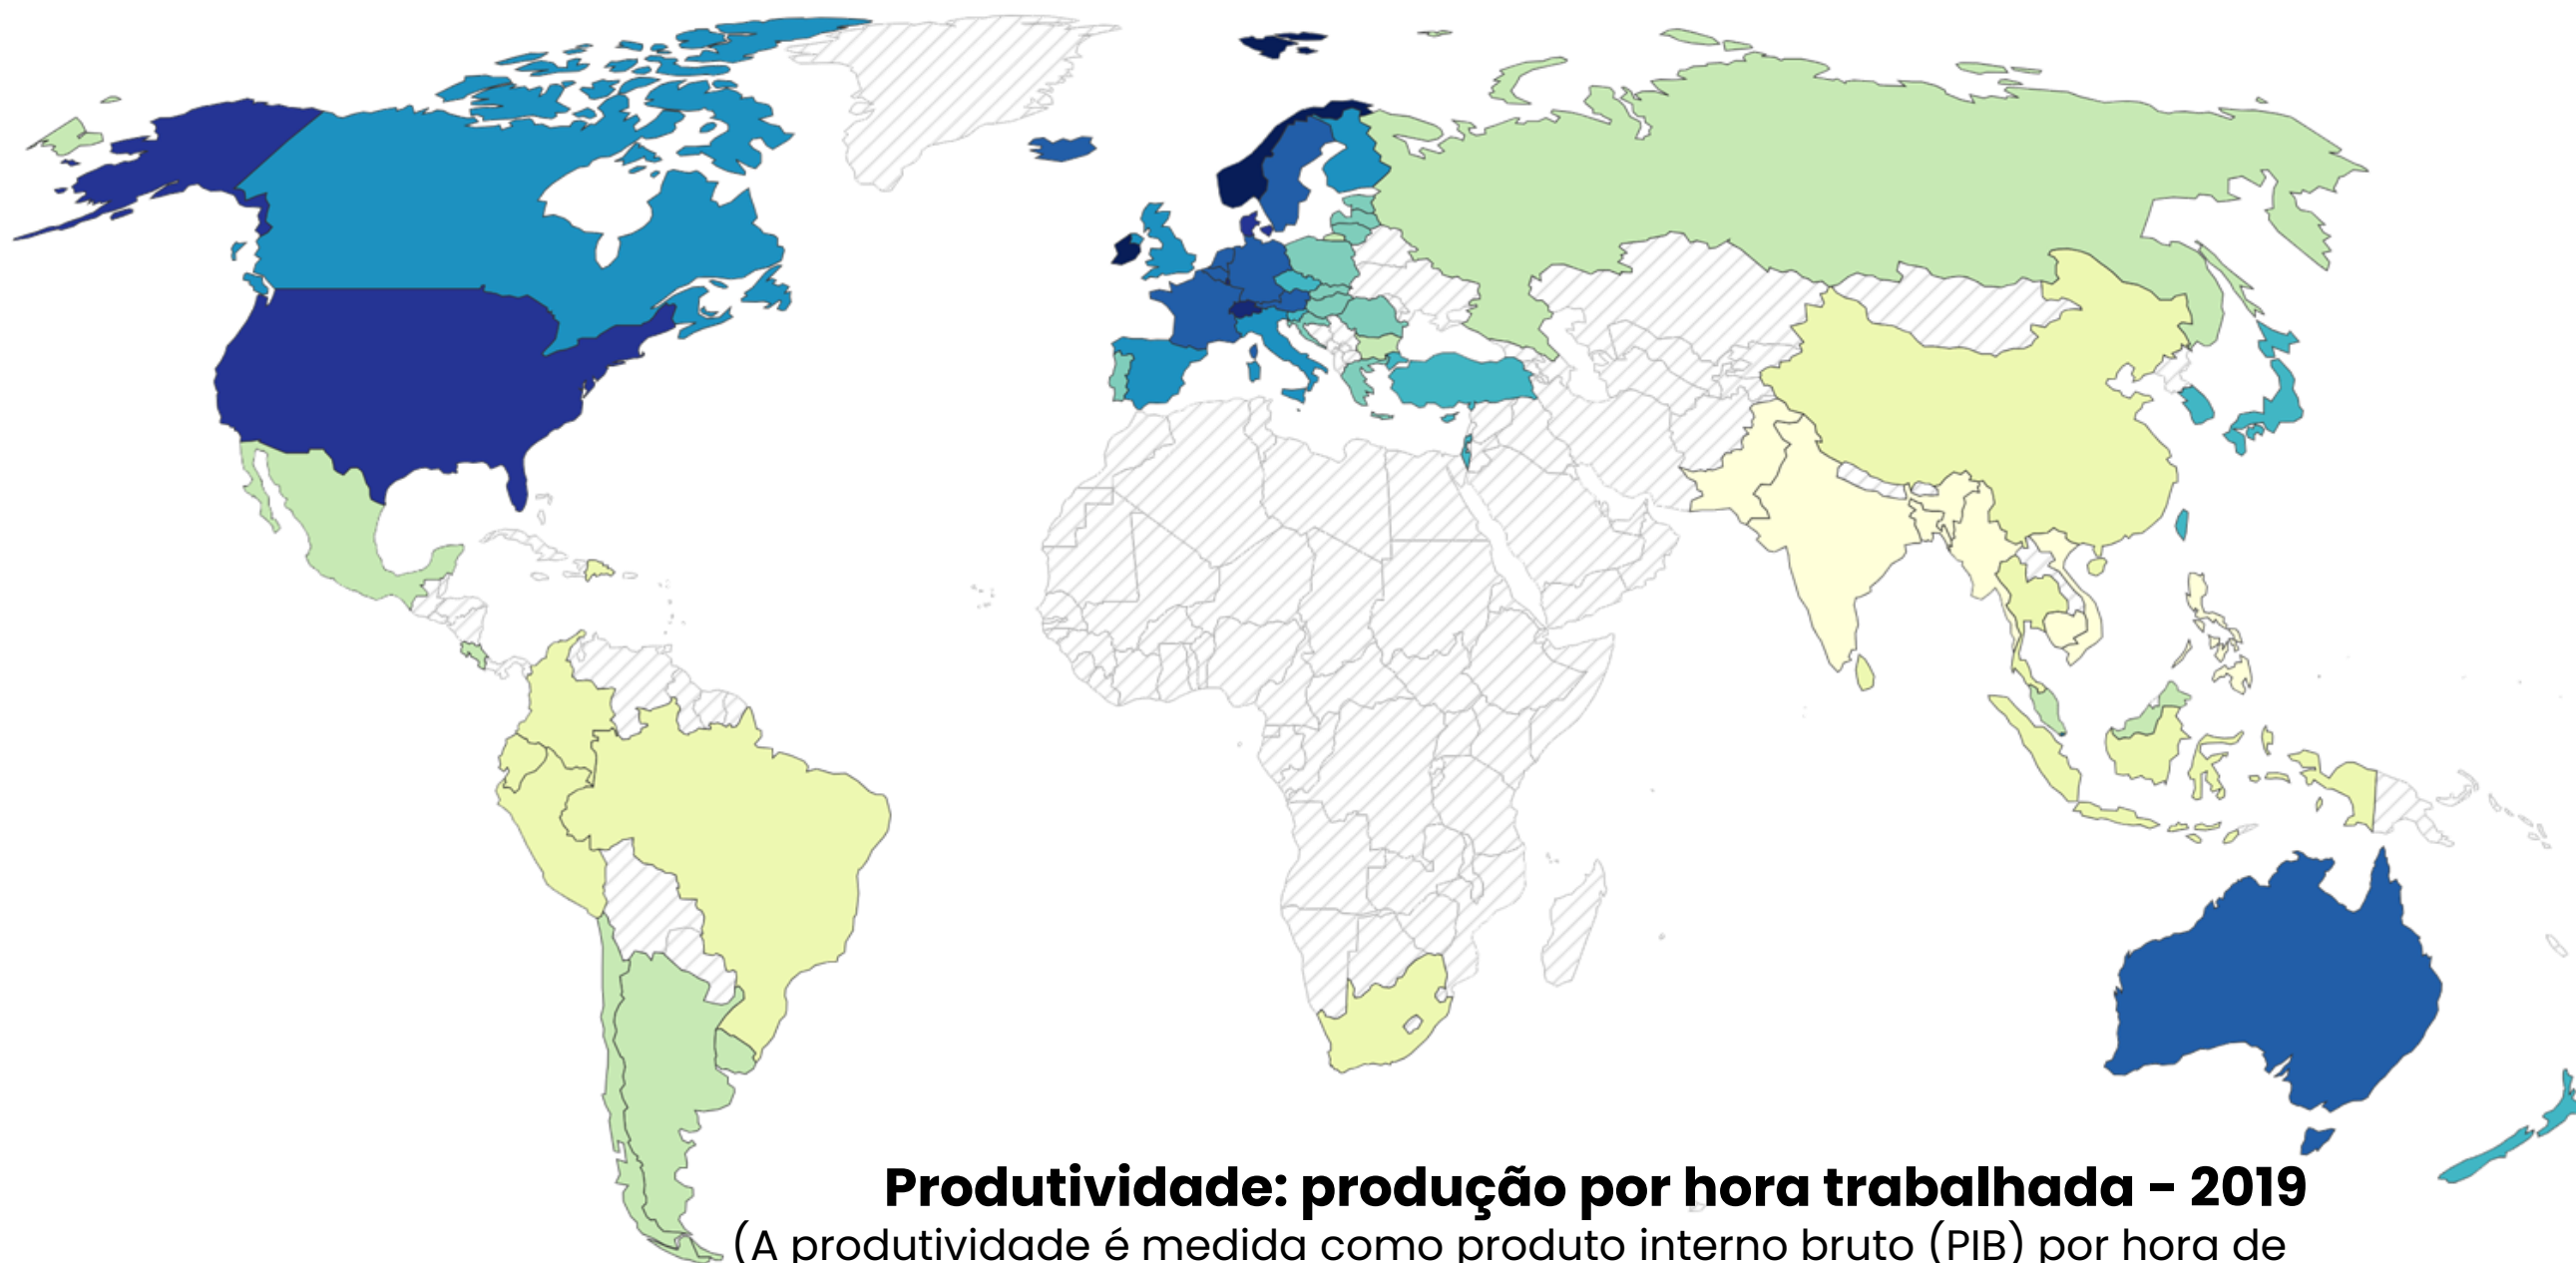 Produtividade: produção por hora trabalhada - 2019
(A produtividade é medida como produto interno bruto (PIB) por hora de